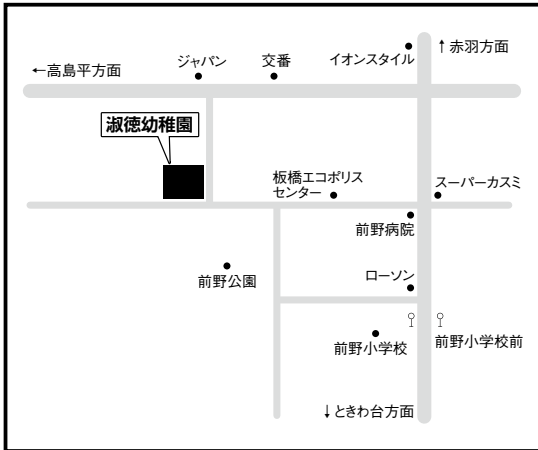 ↑赤羽方面
イオンスタイル
ジャパン
交番
←高島平方面
淑徳幼稚園
板橋エコポリス
センター
スーパーカスミ
前野病院
前野公園
ローソン
前野小学校
前野小学校前
↓ときわ台方面